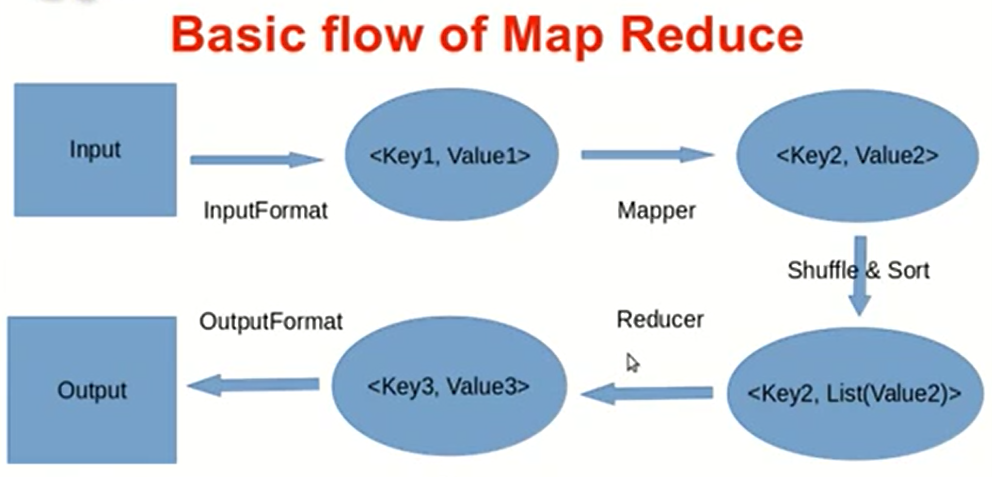 Basic flow of Map Reduce
Input
InputFormat
<Key1, Value1>
Mapper
<Key2, Value2>
Shuffle & Sort
<Key2, List(Value2)>
Reducer
<Key3, Value3>
OutputFormat
Output